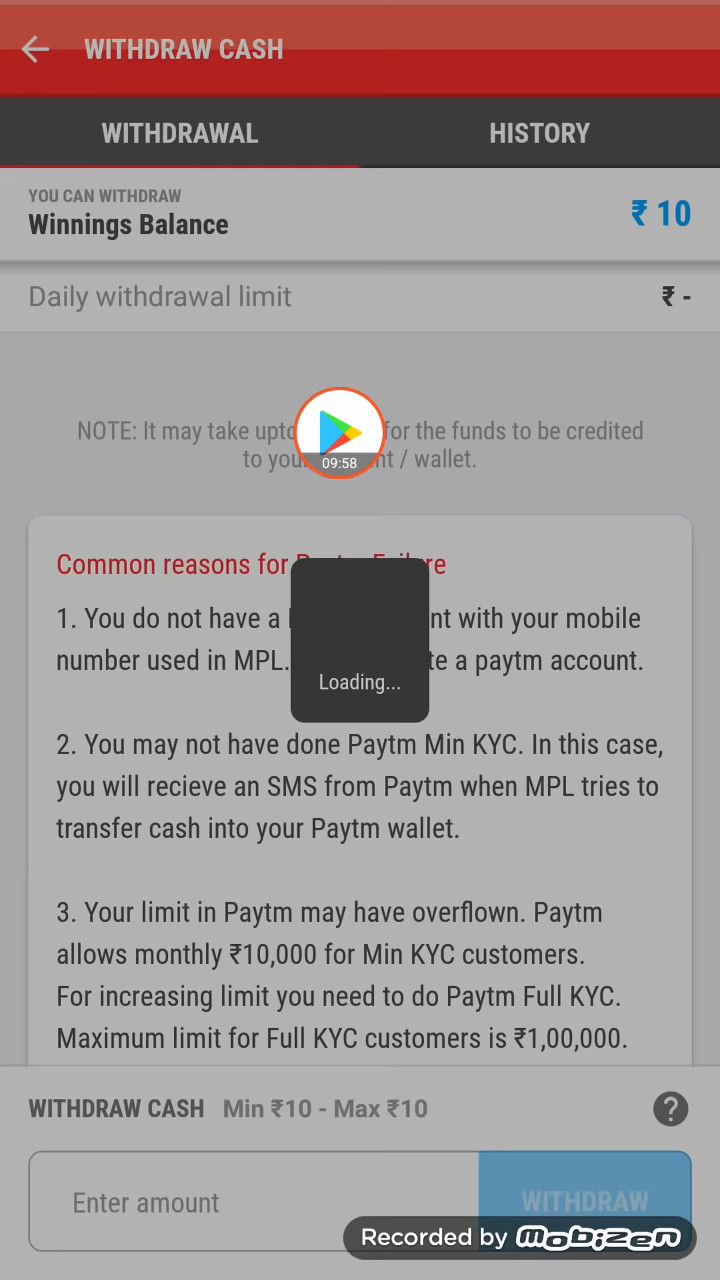 WITHDRAW CASH
WITHDRAWAL
HISTORY
YOU CAN WITHDRAW
Winnings Balance
₹ 10
Daily withdrawal limit
₹ -
NOTE: It may take upto for the funds to be credited
to your / wallet.
09:58
Common reasons for Paytm Failure
1. You do not have a with your mobile
number used in MPL. a paytm account.
Loading...
2. You may not have done Paytm Min KYC. In this case,
you will recieve an SMS from Paytm when MPL tries to
transfer cash into your Paytm wallet.
3. Your limit in Paytm may have overflown. Paytm
allows monthly ₹10,000 for Min KYC customers.
For increasing limit you need to do Paytm Full KYC.
Maximum limit for Full KYC customers is ₹1,00,000.
WITHDRAW CASH Min ₹10 - Max ₹10
?
Enter amount
WITHDRAW
Recorded by mobizen